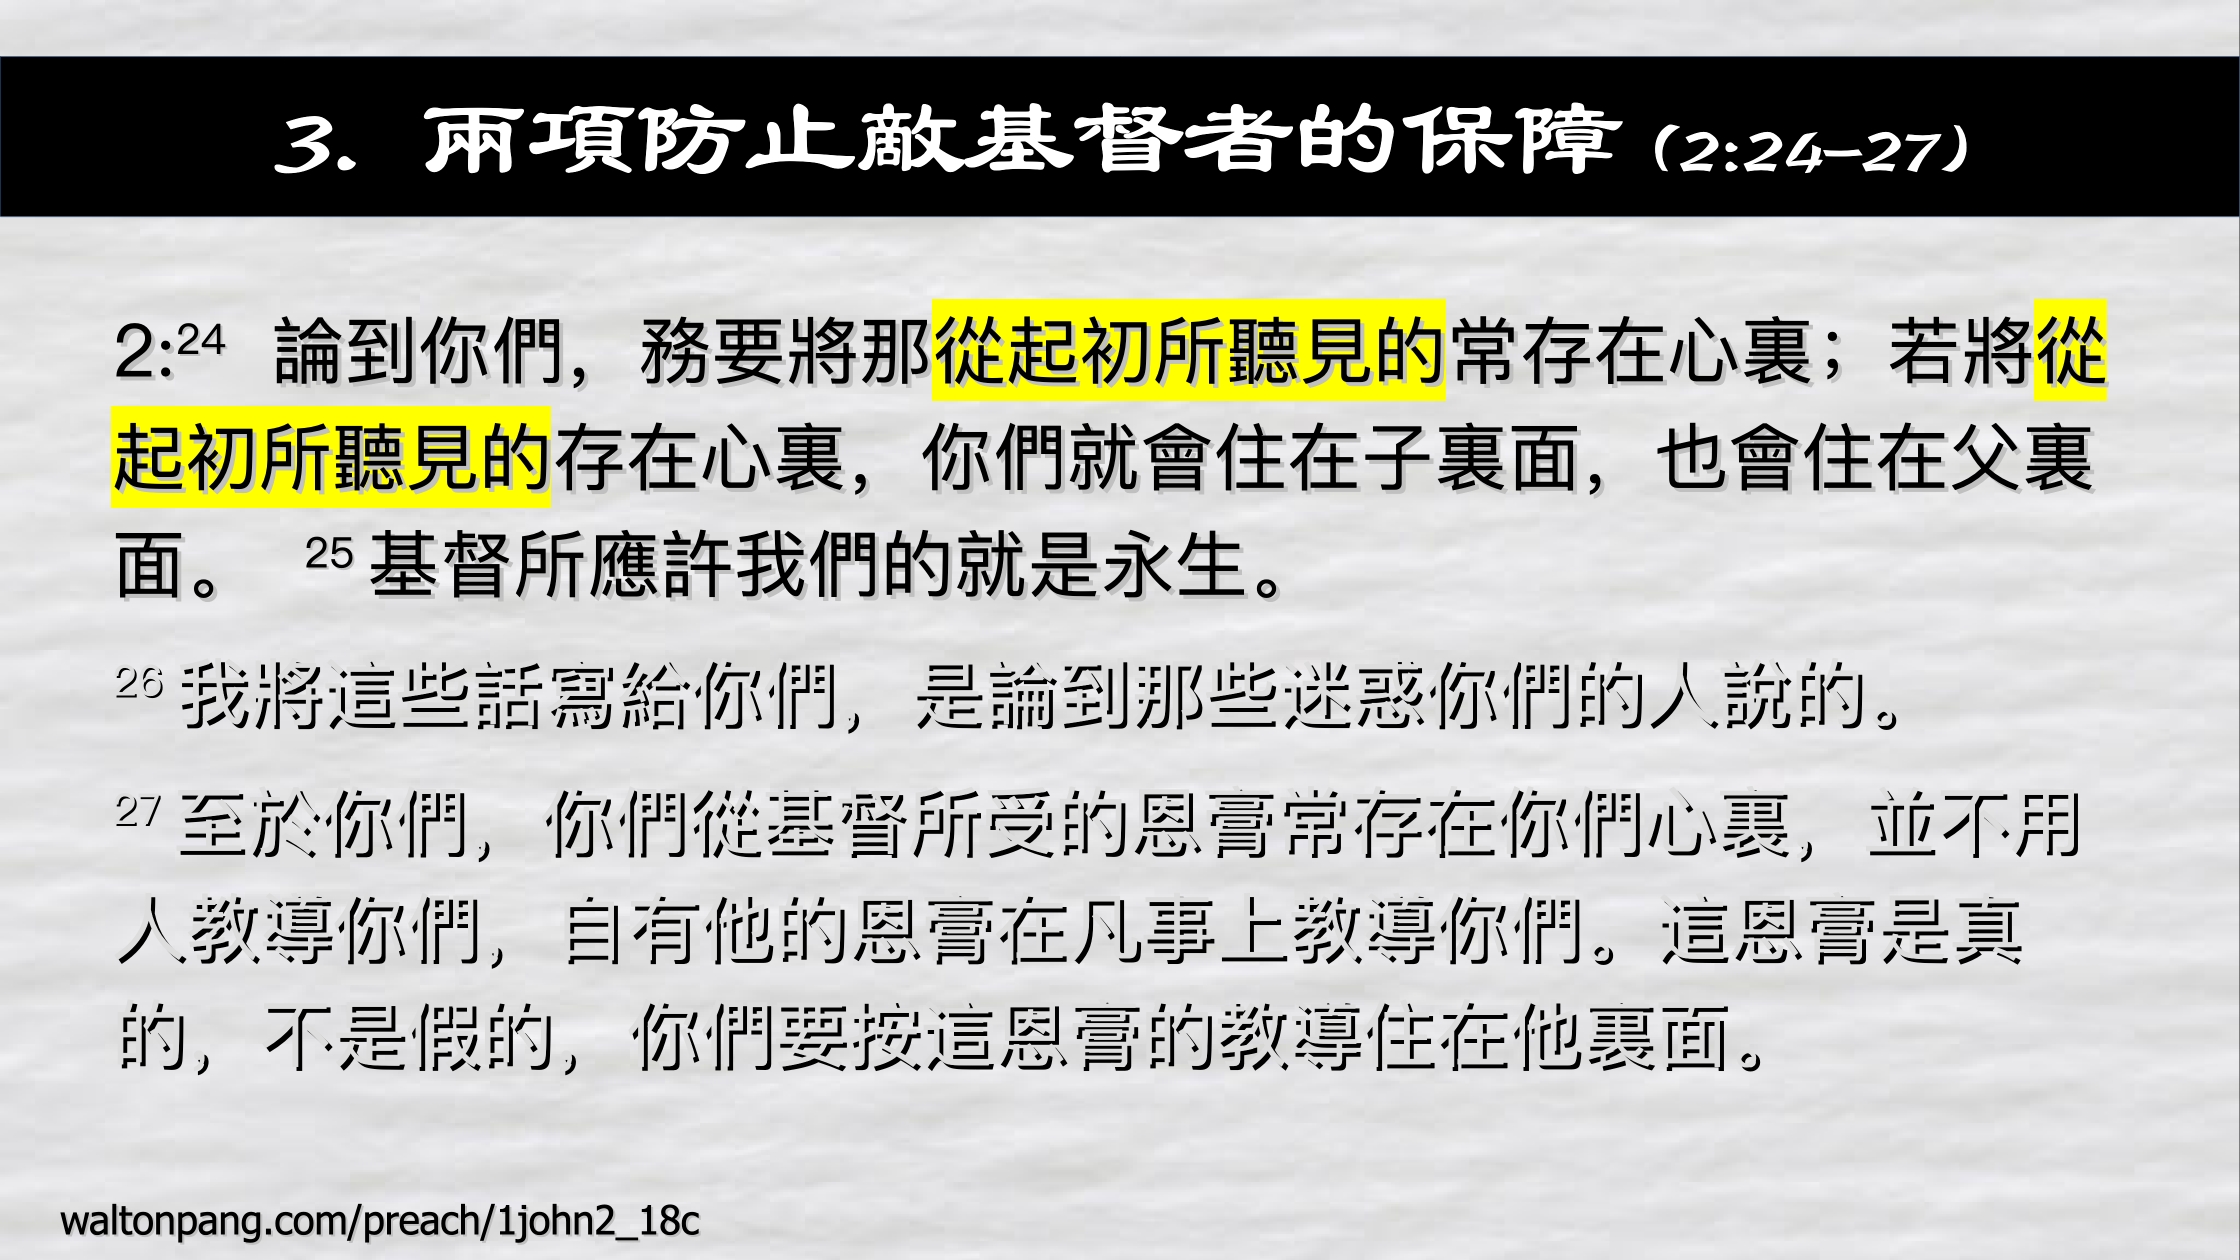 3. 兩項防止敵基督者的保障 (2:24-27)
2:24 論到你們，務要將那從起初所聽見的常存在心裏；若將從
起初所聽見的存在心裏，你們就會住在子裏面，也會住在父裏
面。 25 基督所應許我們的就是永生。
26 我將這些話寫給你們，是論到那些迷惑你們的人說的。
27 至於你們，你們從基督所受的恩膏常存在你們心裏，並不用
人教導你們，自有他的恩膏在凡事上教導你們。這恩膏是真
的，不是假的，你們要按這恩膏的教導住在他裏面。
waltonpang.com/preach/1john2_18c